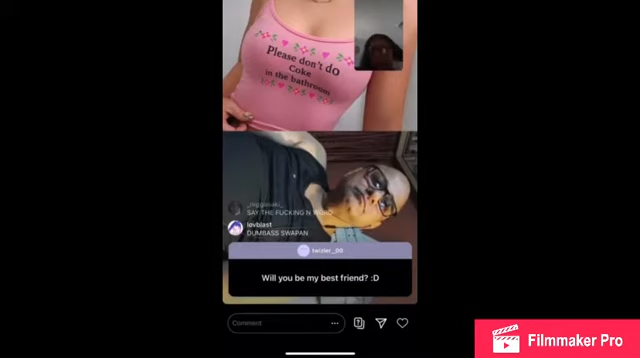 Please don't do
Coke
in the bathroom
SAY THE FUCKING N WORD
lovblast
DUMBASS SWAPAN
twizler_00
Will you be my best friend? :D
Comment
Filmmaker Pro